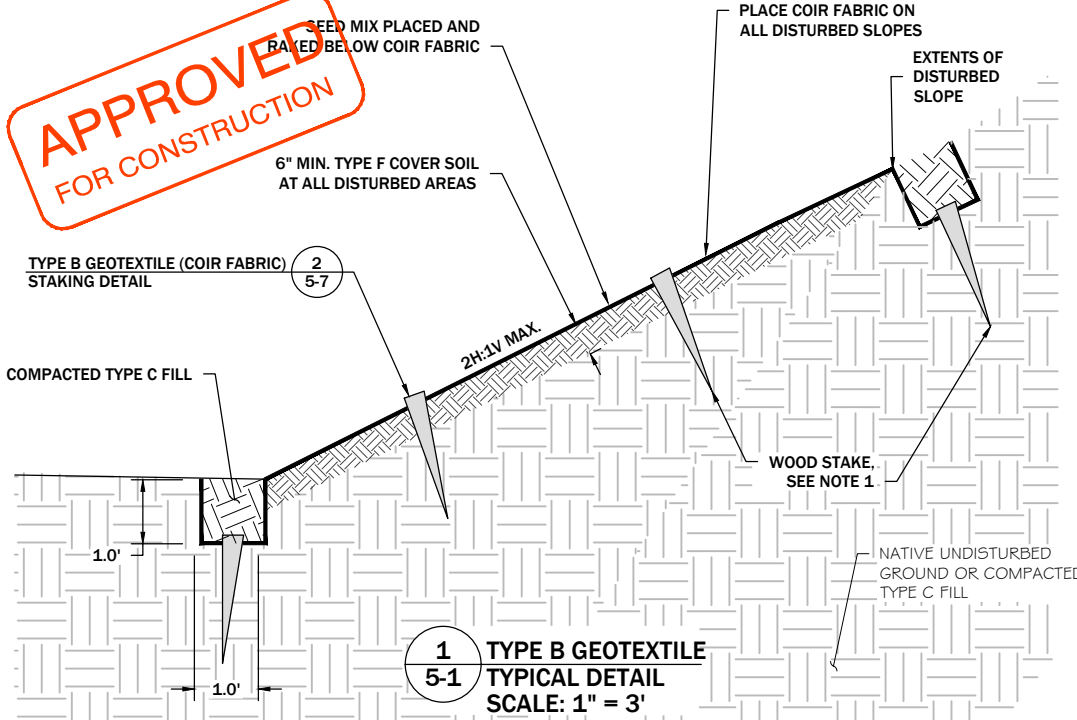 SEED MIX PLACED AND
RAKED BELOW COIR FABRIC
APPROVED
FOR CONSTRUCTION
PLACE COIR FABRIC ON
ALL DISTURBED SLOPES
EXTENTS OF
DISTURBED
SLOPE
6" MIN. TYPE F COVER SOIL
AT ALL DISTURBED AREAS
TYPE B GEOTEXTILE (COIR FABRIC)
STAKING DETAIL
2
5-7
2H:1V MAX.
COMPACTED TYPE C FILL
WOOD STAKE,
SEE NOTE 1
1.0'
NATIVE UNDISTURBED
GROUND OR COMPACTED
TYPE C FILL
1.0'
1
5-1
TYPE B GEOTEXTILE
TYPICAL DETAIL
SCALE: 1" = 3'